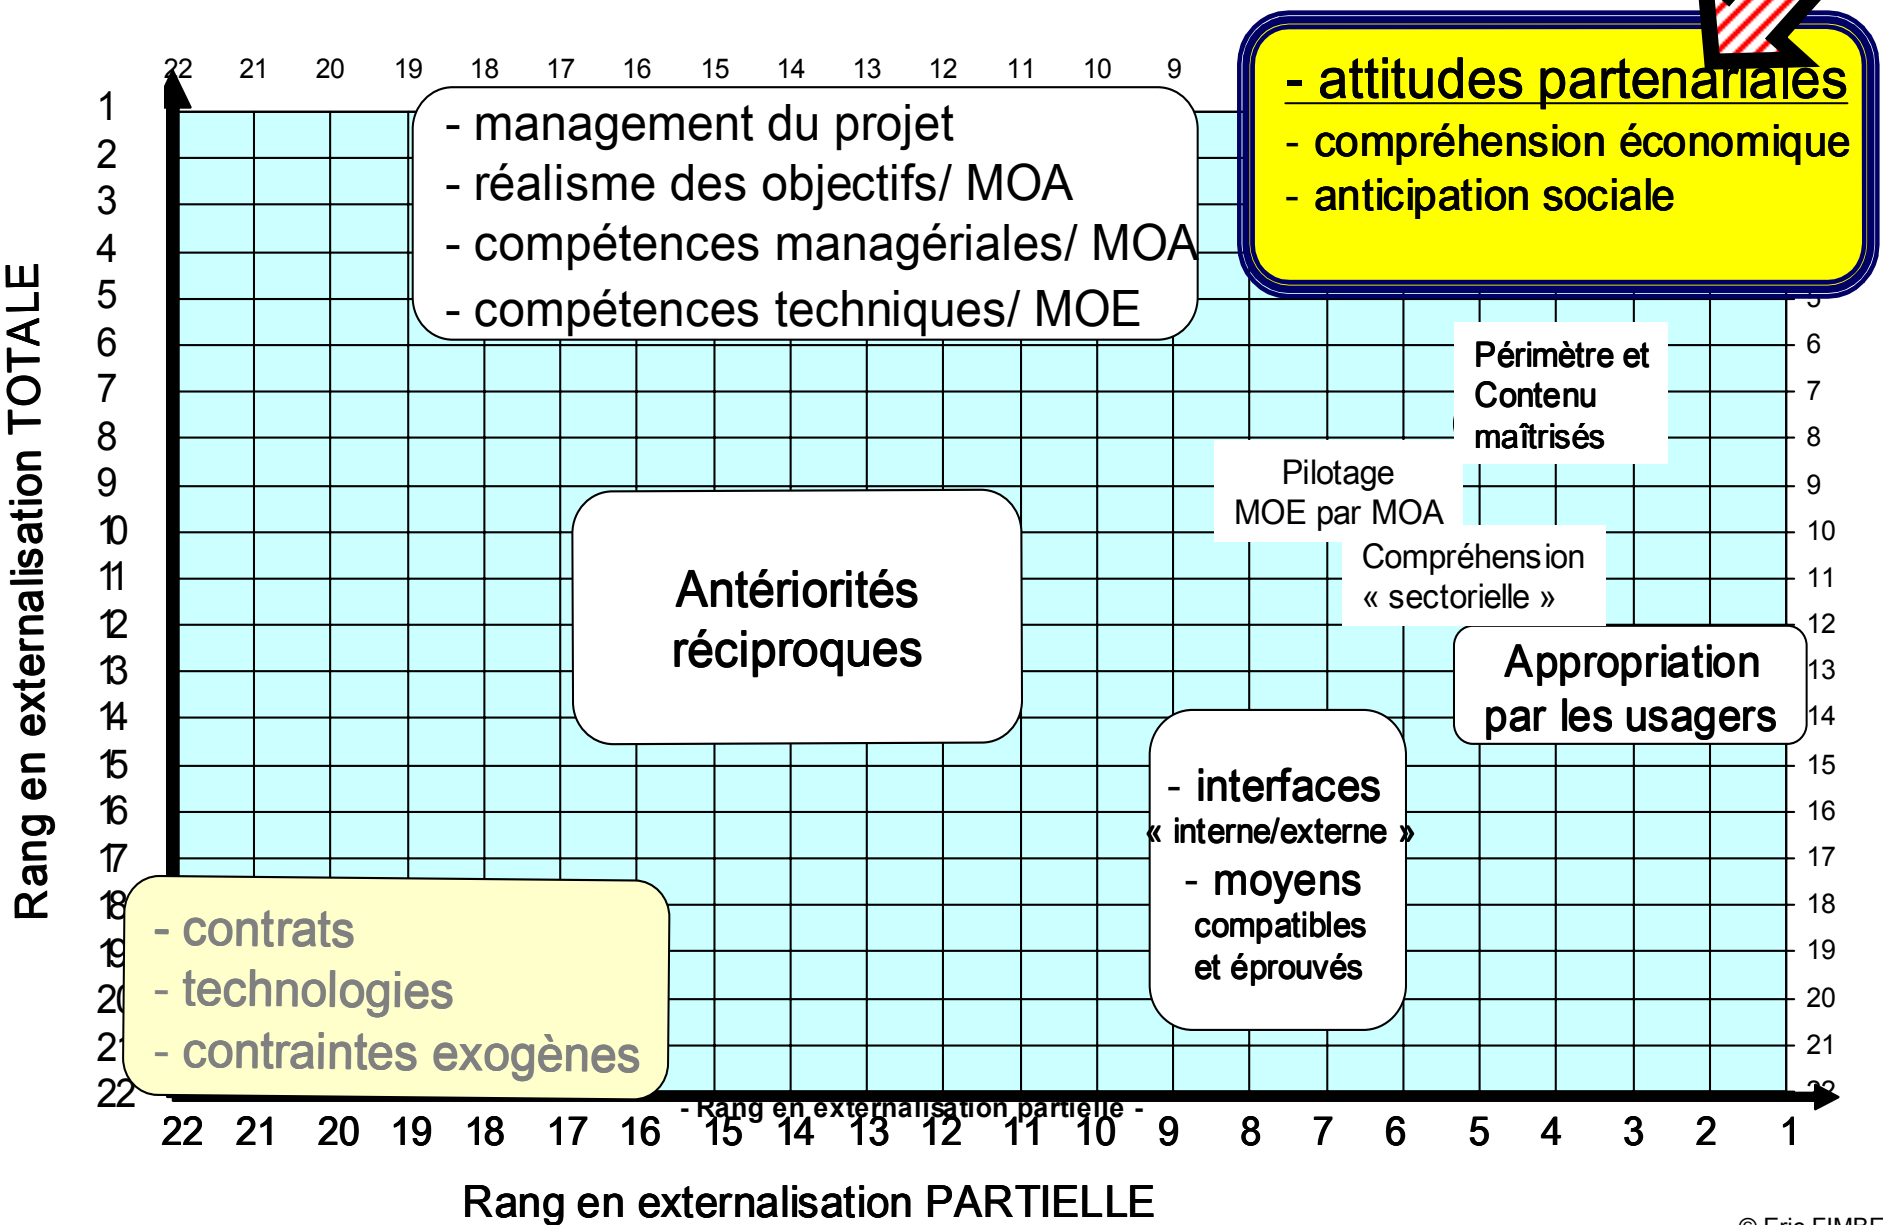 22 21 20 19 18 17 16 15 14 13 12 11 10 9
- attitudes partenariales
- compréhension économique
- anticipation sociale
- management du projet
- réalisme des objectifs/ MOA
- compétences managériales/ MOA
- compétences techniques/ MOE
Rang en externalisation TOTALE
1
2
3
4
5
6
7
8
9
10
11
12
13
14
15
16
17
18
19
20
21
22
5
6
7
8
9
10
11
12
13
14
15
16
17
18
19
20
21
22
Périmètre et
Contenu
maîtrisés
Pilotage
MOE par MOA
Compréhension
« sectorielle »
Antériorités
réciproques
Appropriation
par les usagers
- interfaces
« interne/externe »
- moyens
compatibles
et éprouvés
- contrats
- technologies
- contraintes exogènes
- Rang en externalisation partielle -
22 21 20 19 18 17 16 15 14 13 12 11 10 9 8 7 6 5 4 3 2 1
Rang en externalisation PARTIELLE
© Eric